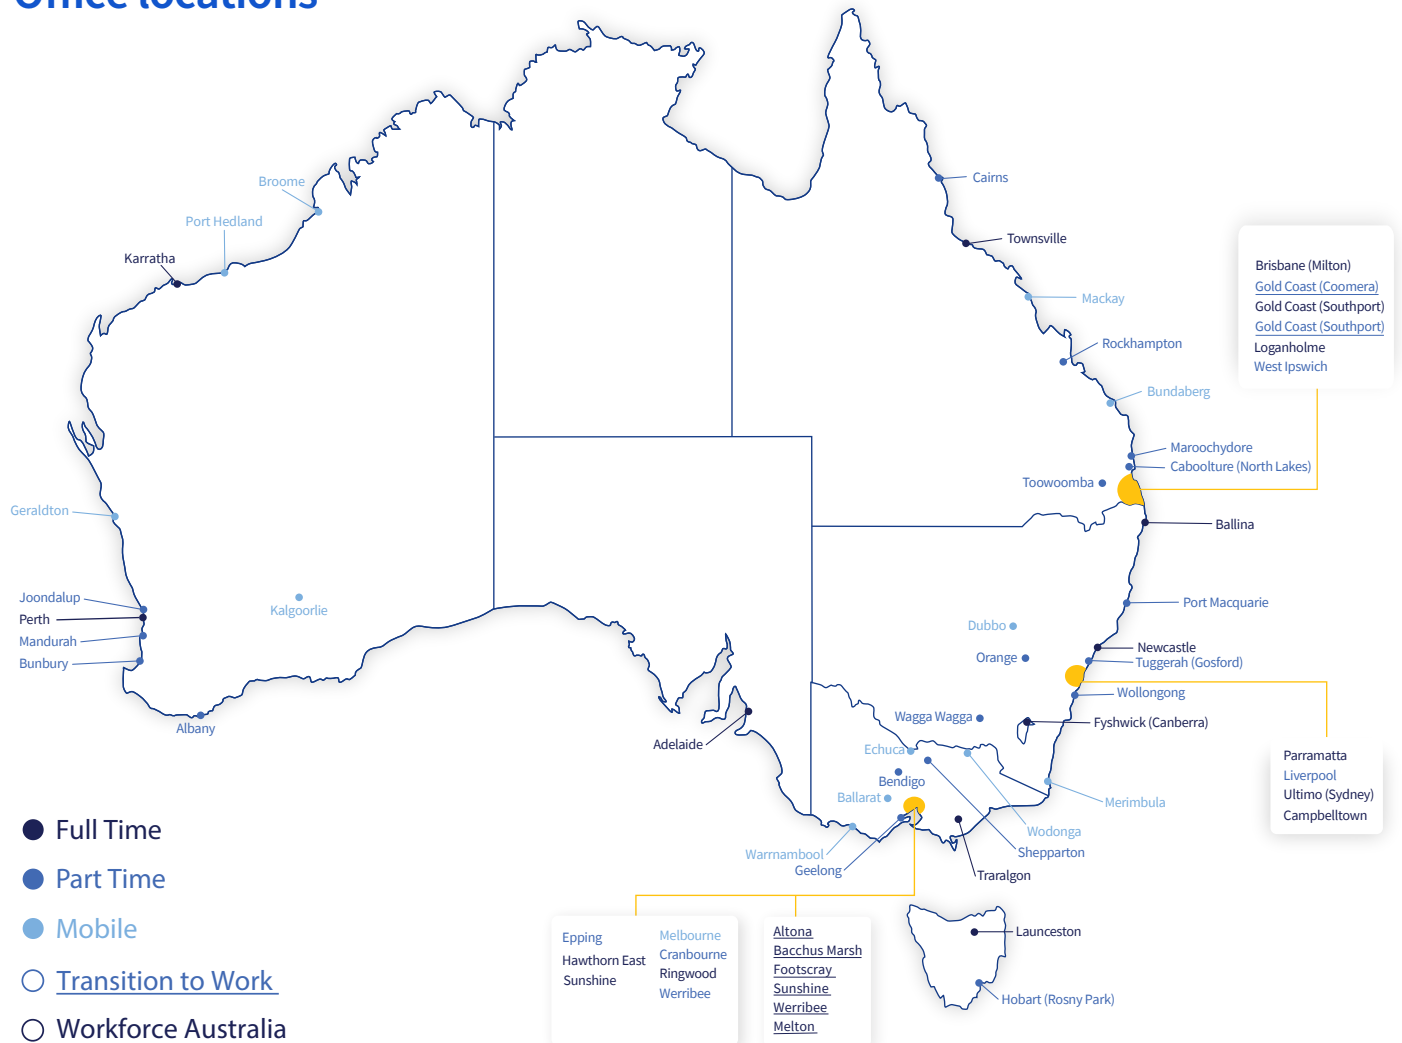 Office locations
Cairns
Broome
Port Hedland
Townsville
Karratha
Brisbane (Milton)
Gold Coast (Coomera)
Gold Coast (Southport)
Gold Coast (Southport)
Loganholme
West Ipswich
Mackay
Rockhampton
Bundaberg
Maroochydore
Caboolture (North Lakes)
Toowoomba
Geraldton
Ballina
Joondalup
Perth
Mandurah
Bunbury
Kalgoorlie
Albany
Port Macquarie
Dubbo
Newcastle
Orange
Tuggerah (Gosford)
Wollongong
Wagga Wagga
Fyshwick (Canberra)
Adelaide
Echuca
Bendigo
Ballarat
Parramatta
Liverpool
Ultimo (Sydney)
Campbelltown
Merimbula
Wodonga
Shepparton
Warrnambool
Geelong
Traralgon
Full Time
Part Time
Mobile
Transition to Work
Workforce Australia
Epping
Hawthorn East
Sunshine
Melbourne
Cranbourne
Ringwood
Werribee
Altona
Bacchus Marsh
Footscray
Sunshine
Werribee
Melton
Launceston
Hobart (Rosny Park)